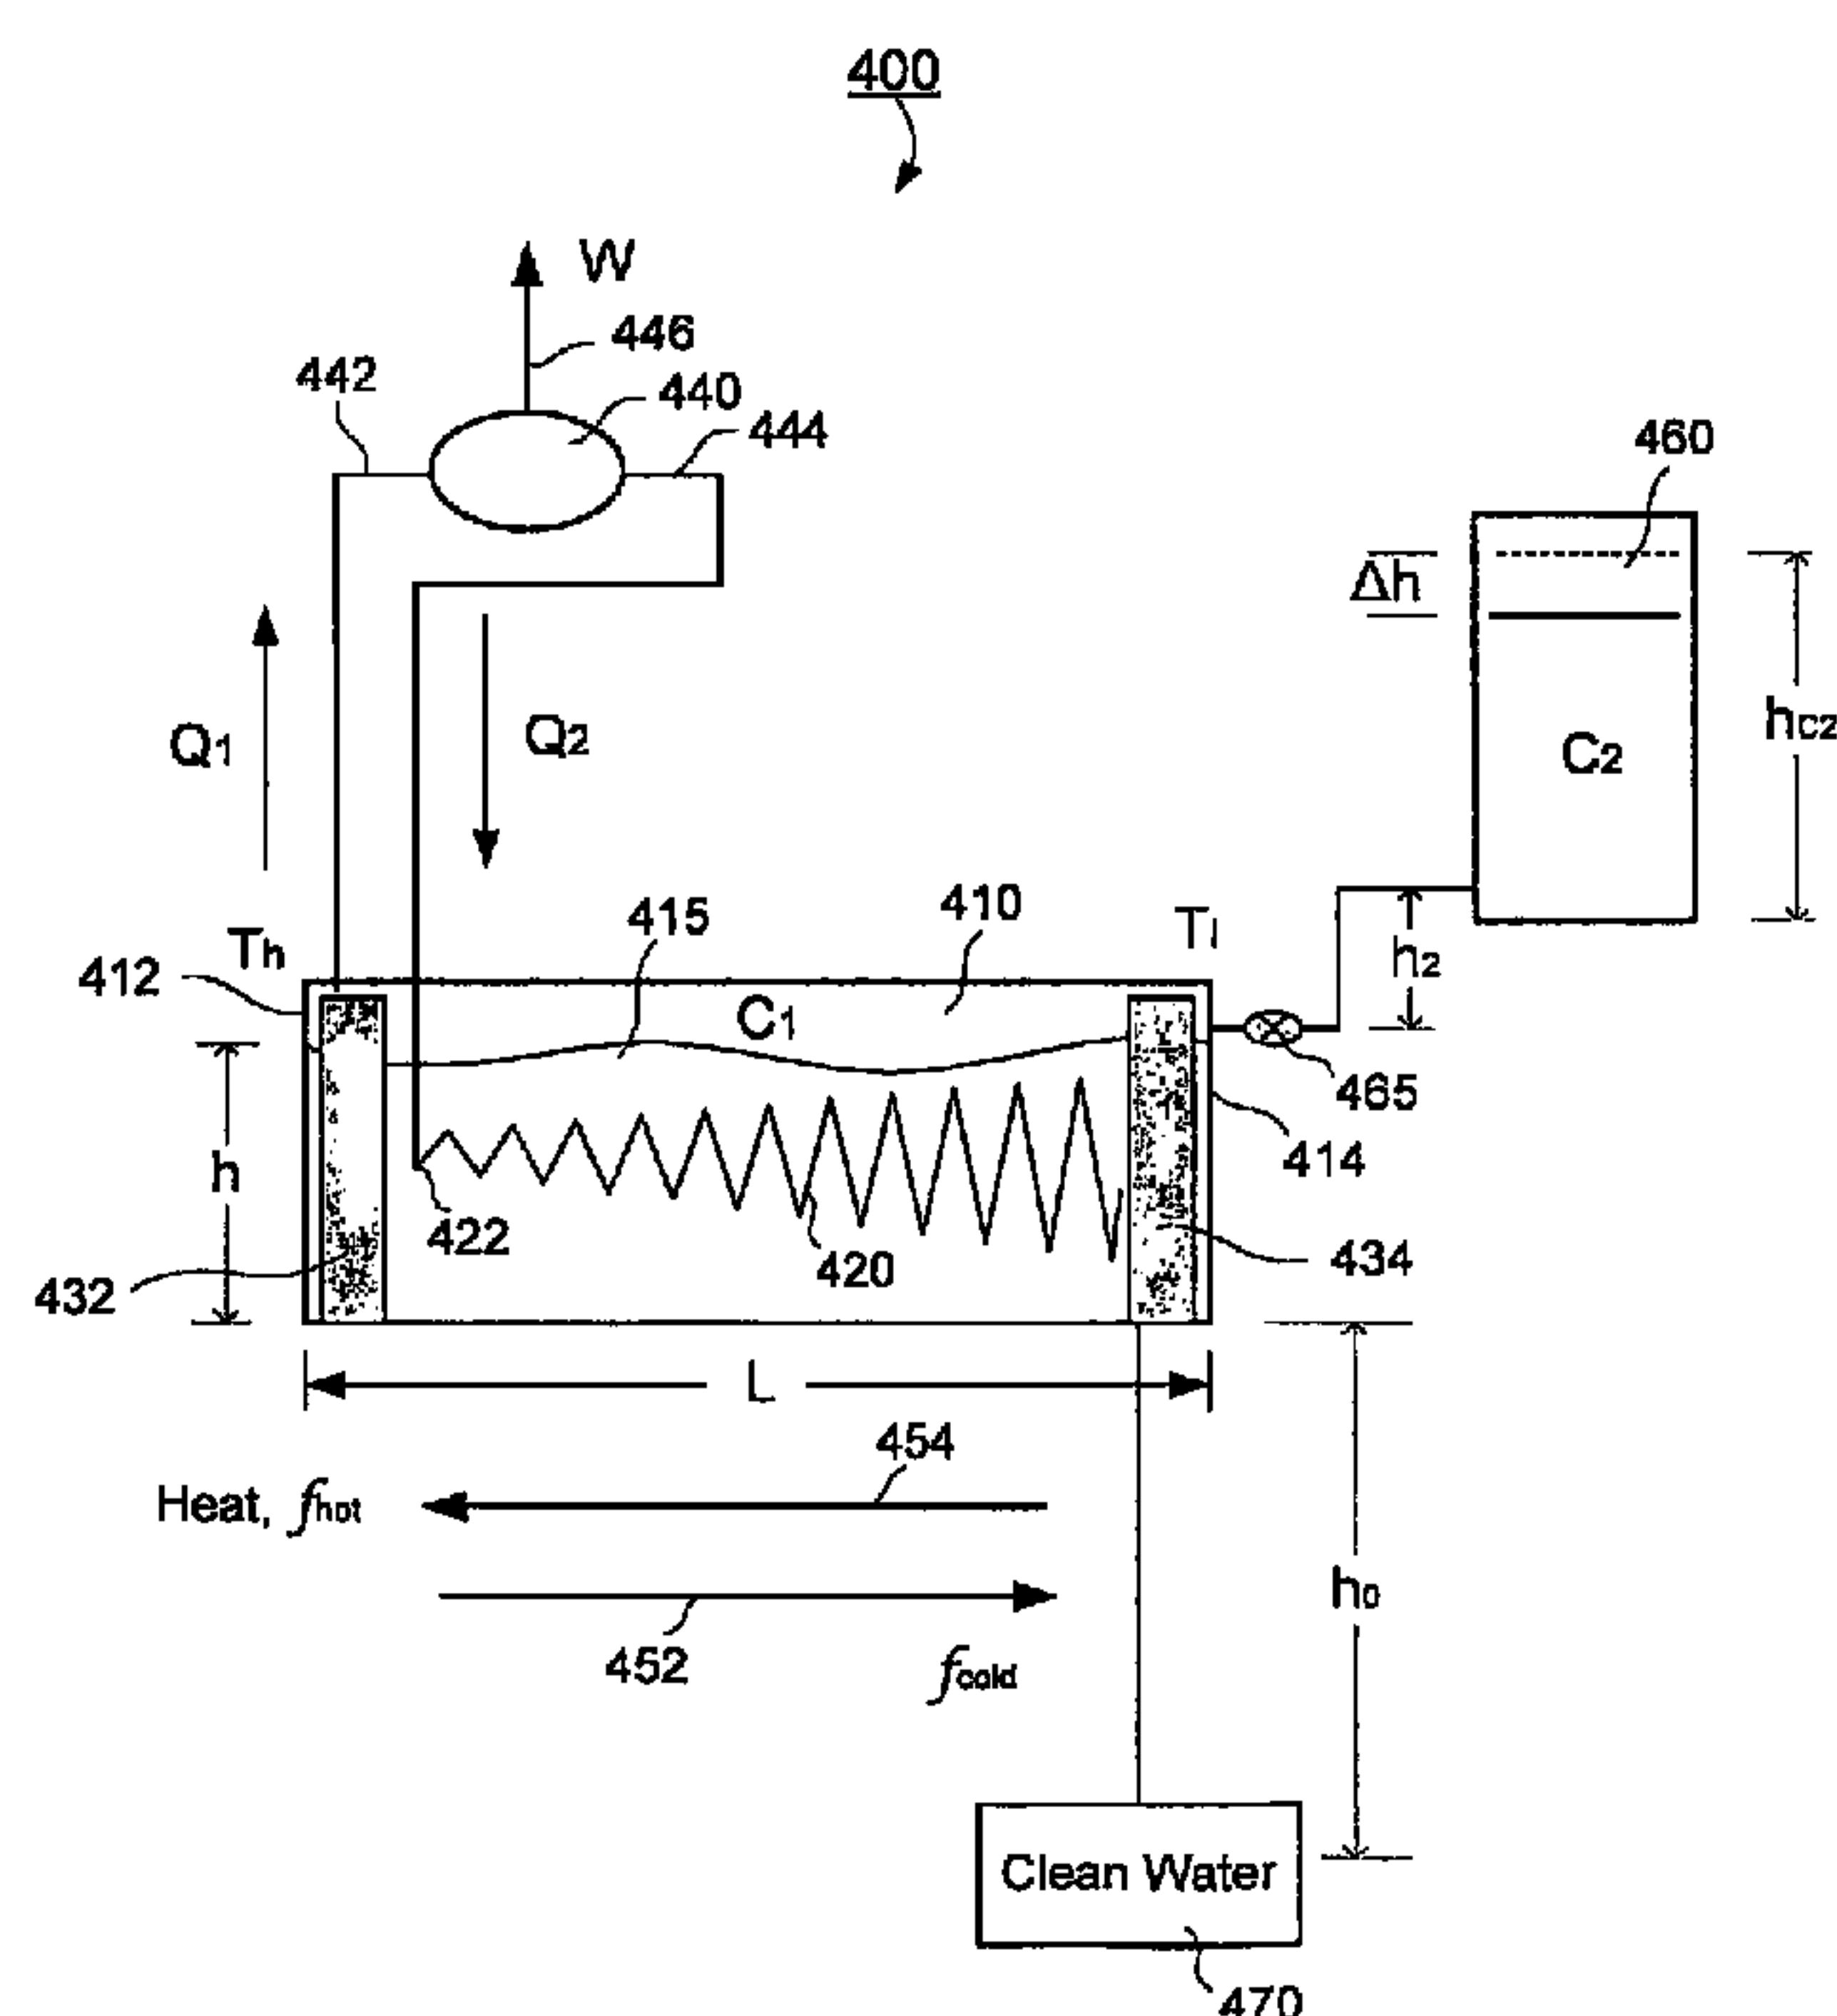 400
W
446
442
440
444
460
Δh
Q1
Q2
C2
hC2
415
410
Tl
Th
412
h2
C1
465
414
h
422
420
434
432
L
454
Heat, fhot
h0
452
fcold
Clean Water
470